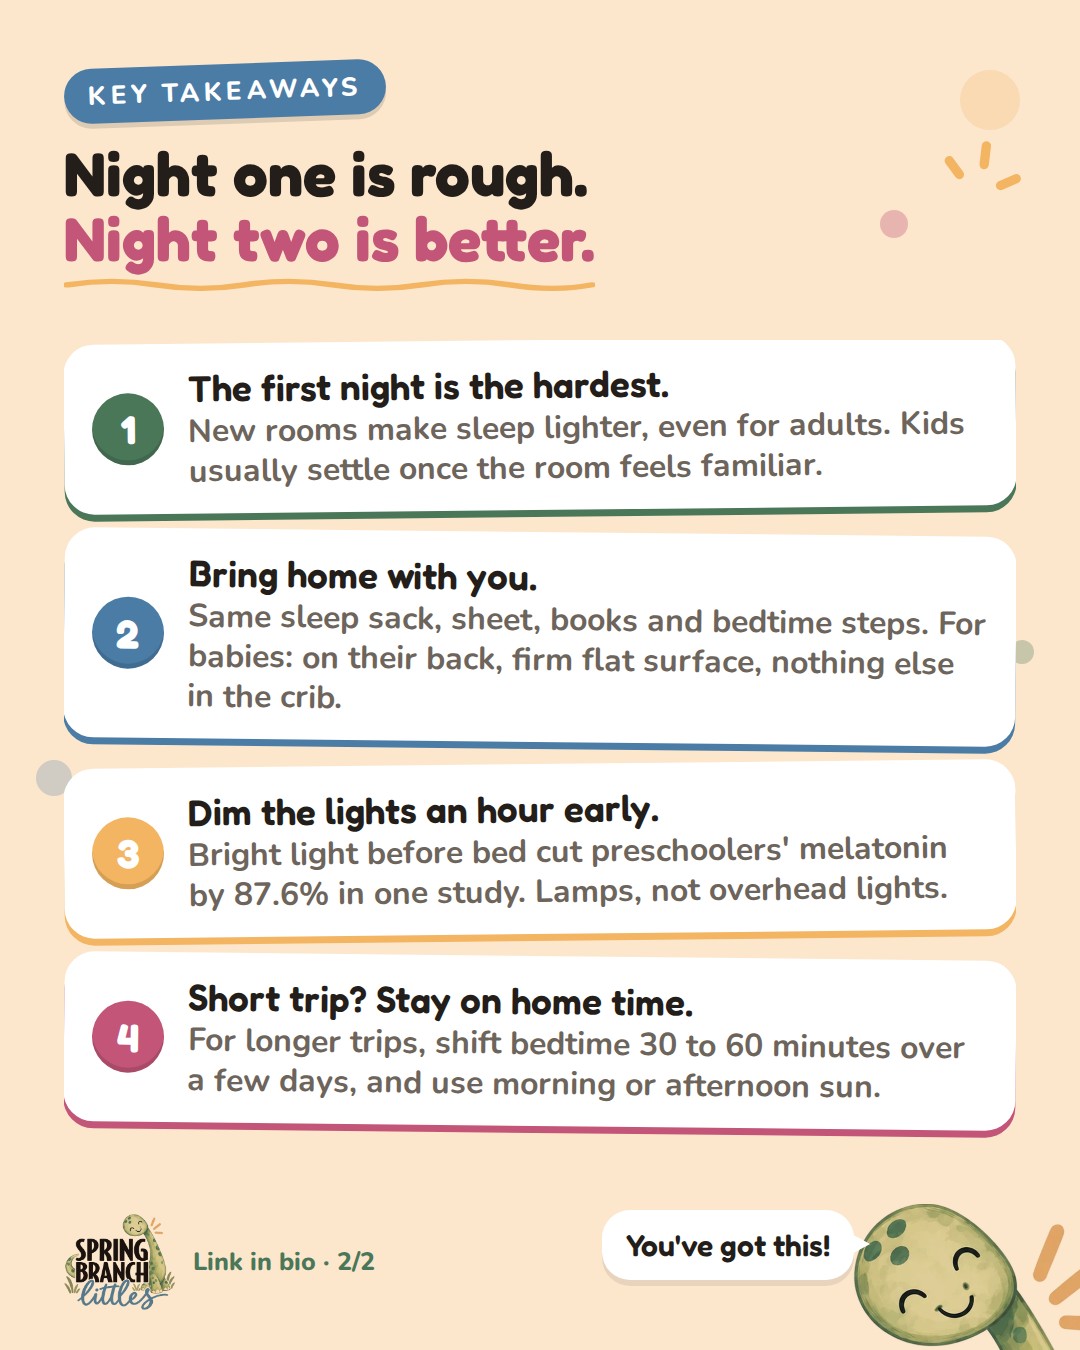 KEY TAKEAWAYS
Night one is rough.
Night two is better.
1
The first night is the hardest.
New rooms make sleep lighter, even for adults. Kids
usually settle once the room feels familiar.
2
Bring home with you.
Same sleep sack, sheet, books and bedtime steps. For
babies: on their back, firm flat surface, nothing else
in the crib.
3
Dim the lights an hour early.
Bright light before bed cut preschoolers' melatonin
by 87.6% in one study. Lamps, not overhead lights.
4
Short trip? Stay on home time.
For longer trips, shift bedtime 30 to 60 minutes over
a few days, and use morning or afternoon sun.
SPRING
BRANCH
littles
Link in bio · 2/2
You've got this!